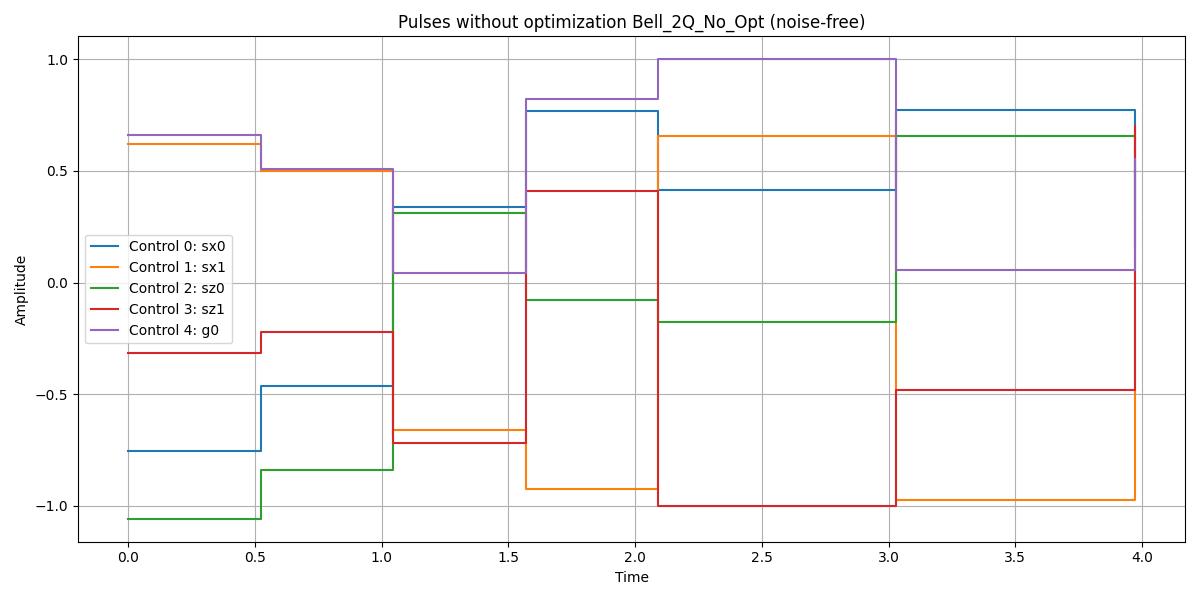 Pulses without optimization Bell_2Q_No_Opt (noise-free)
1.0
0.5
0.0
−0.5
−1.0
Amplitude
Control 0: sx0
Control 1: sx1
Control 2: sz0
Control 3: sz1
Control 4: g0
0.0 0.5 1.0 1.5 2.0 2.5 3.0 3.5 4.0
Time